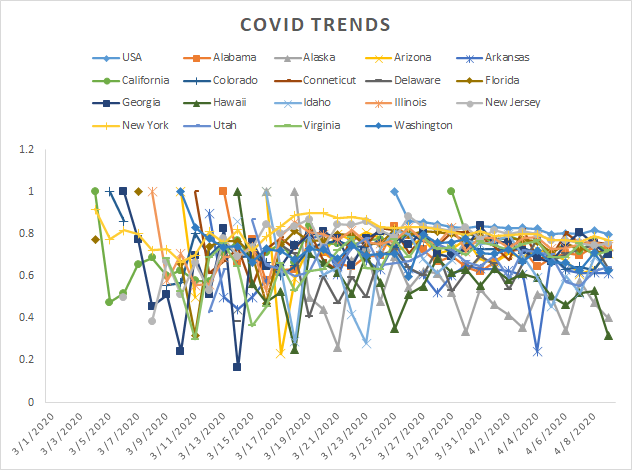 COVID TRENDS
USA Alabama Alaska Arizona Arkansas
California Colorado Conneticut Delaware Florida
Georgia Hawaii Idaho Illinois New Jersey
New York Utah Virginia Washington
1.2
1
0.8
0.6
0.4
0.2
0
3/1/2020 3/3/2020 3/5/2020 3/7/2020 3/9/2020 3/11/2020 3/13/2020 3/15/2020 3/17/2020 3/19/2020 3/21/2020 3/23/2020 3/25/2020 3/27/2020 3/29/2020 3/31/2020 4/2/2020 4/4/2020 4/6/2020 4/8/2020